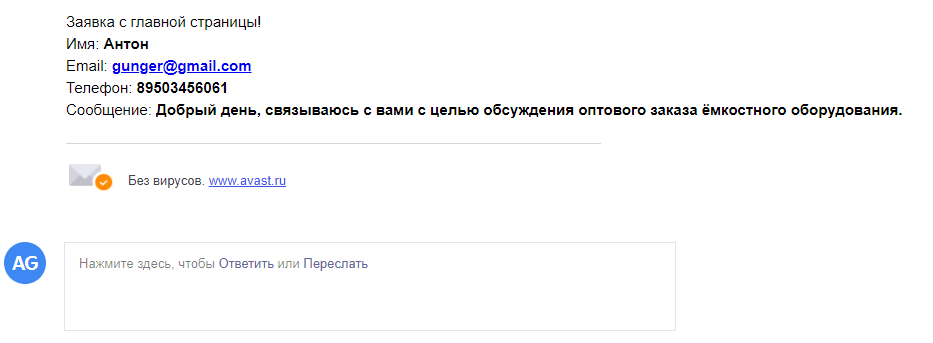 Заявка с главной страницы!
Имя: Антон
Email: gunger@gmail.com
Телефон: 89503456061
Сообщение: Добрый день, связываюсь с вами с целью обсуждения оптового заказа ёмкостного оборудования.
Без вирусов. www.avast.ru
AG
Нажмите здесь, чтобы Ответить или Переслать